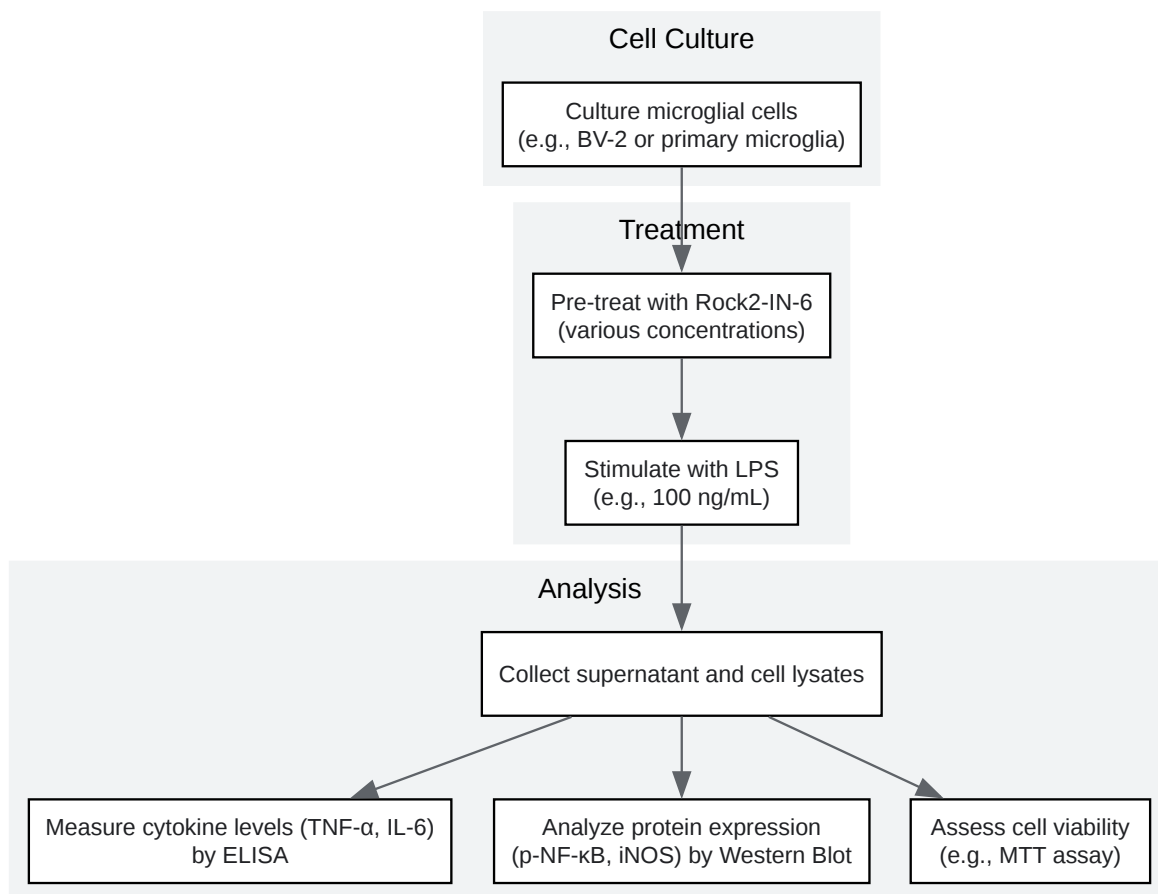 Cell Culture
Culture microglial cells
(e.g., BV-2 or primary microglia)
Treatment
Pre-treat with Rock2-IN-6
(various concentrations)
Stimulate with LPS
(e.g., 100 ng/mL)
Analysis
Collect supernatant and cell lysates
Measure cytokine levels (TNF-α, IL-6)
by ELISA
Analyze protein expression
(p-NF-κB, iNOS) by Western Blot
Assess cell viability
(e.g., MTT assay)